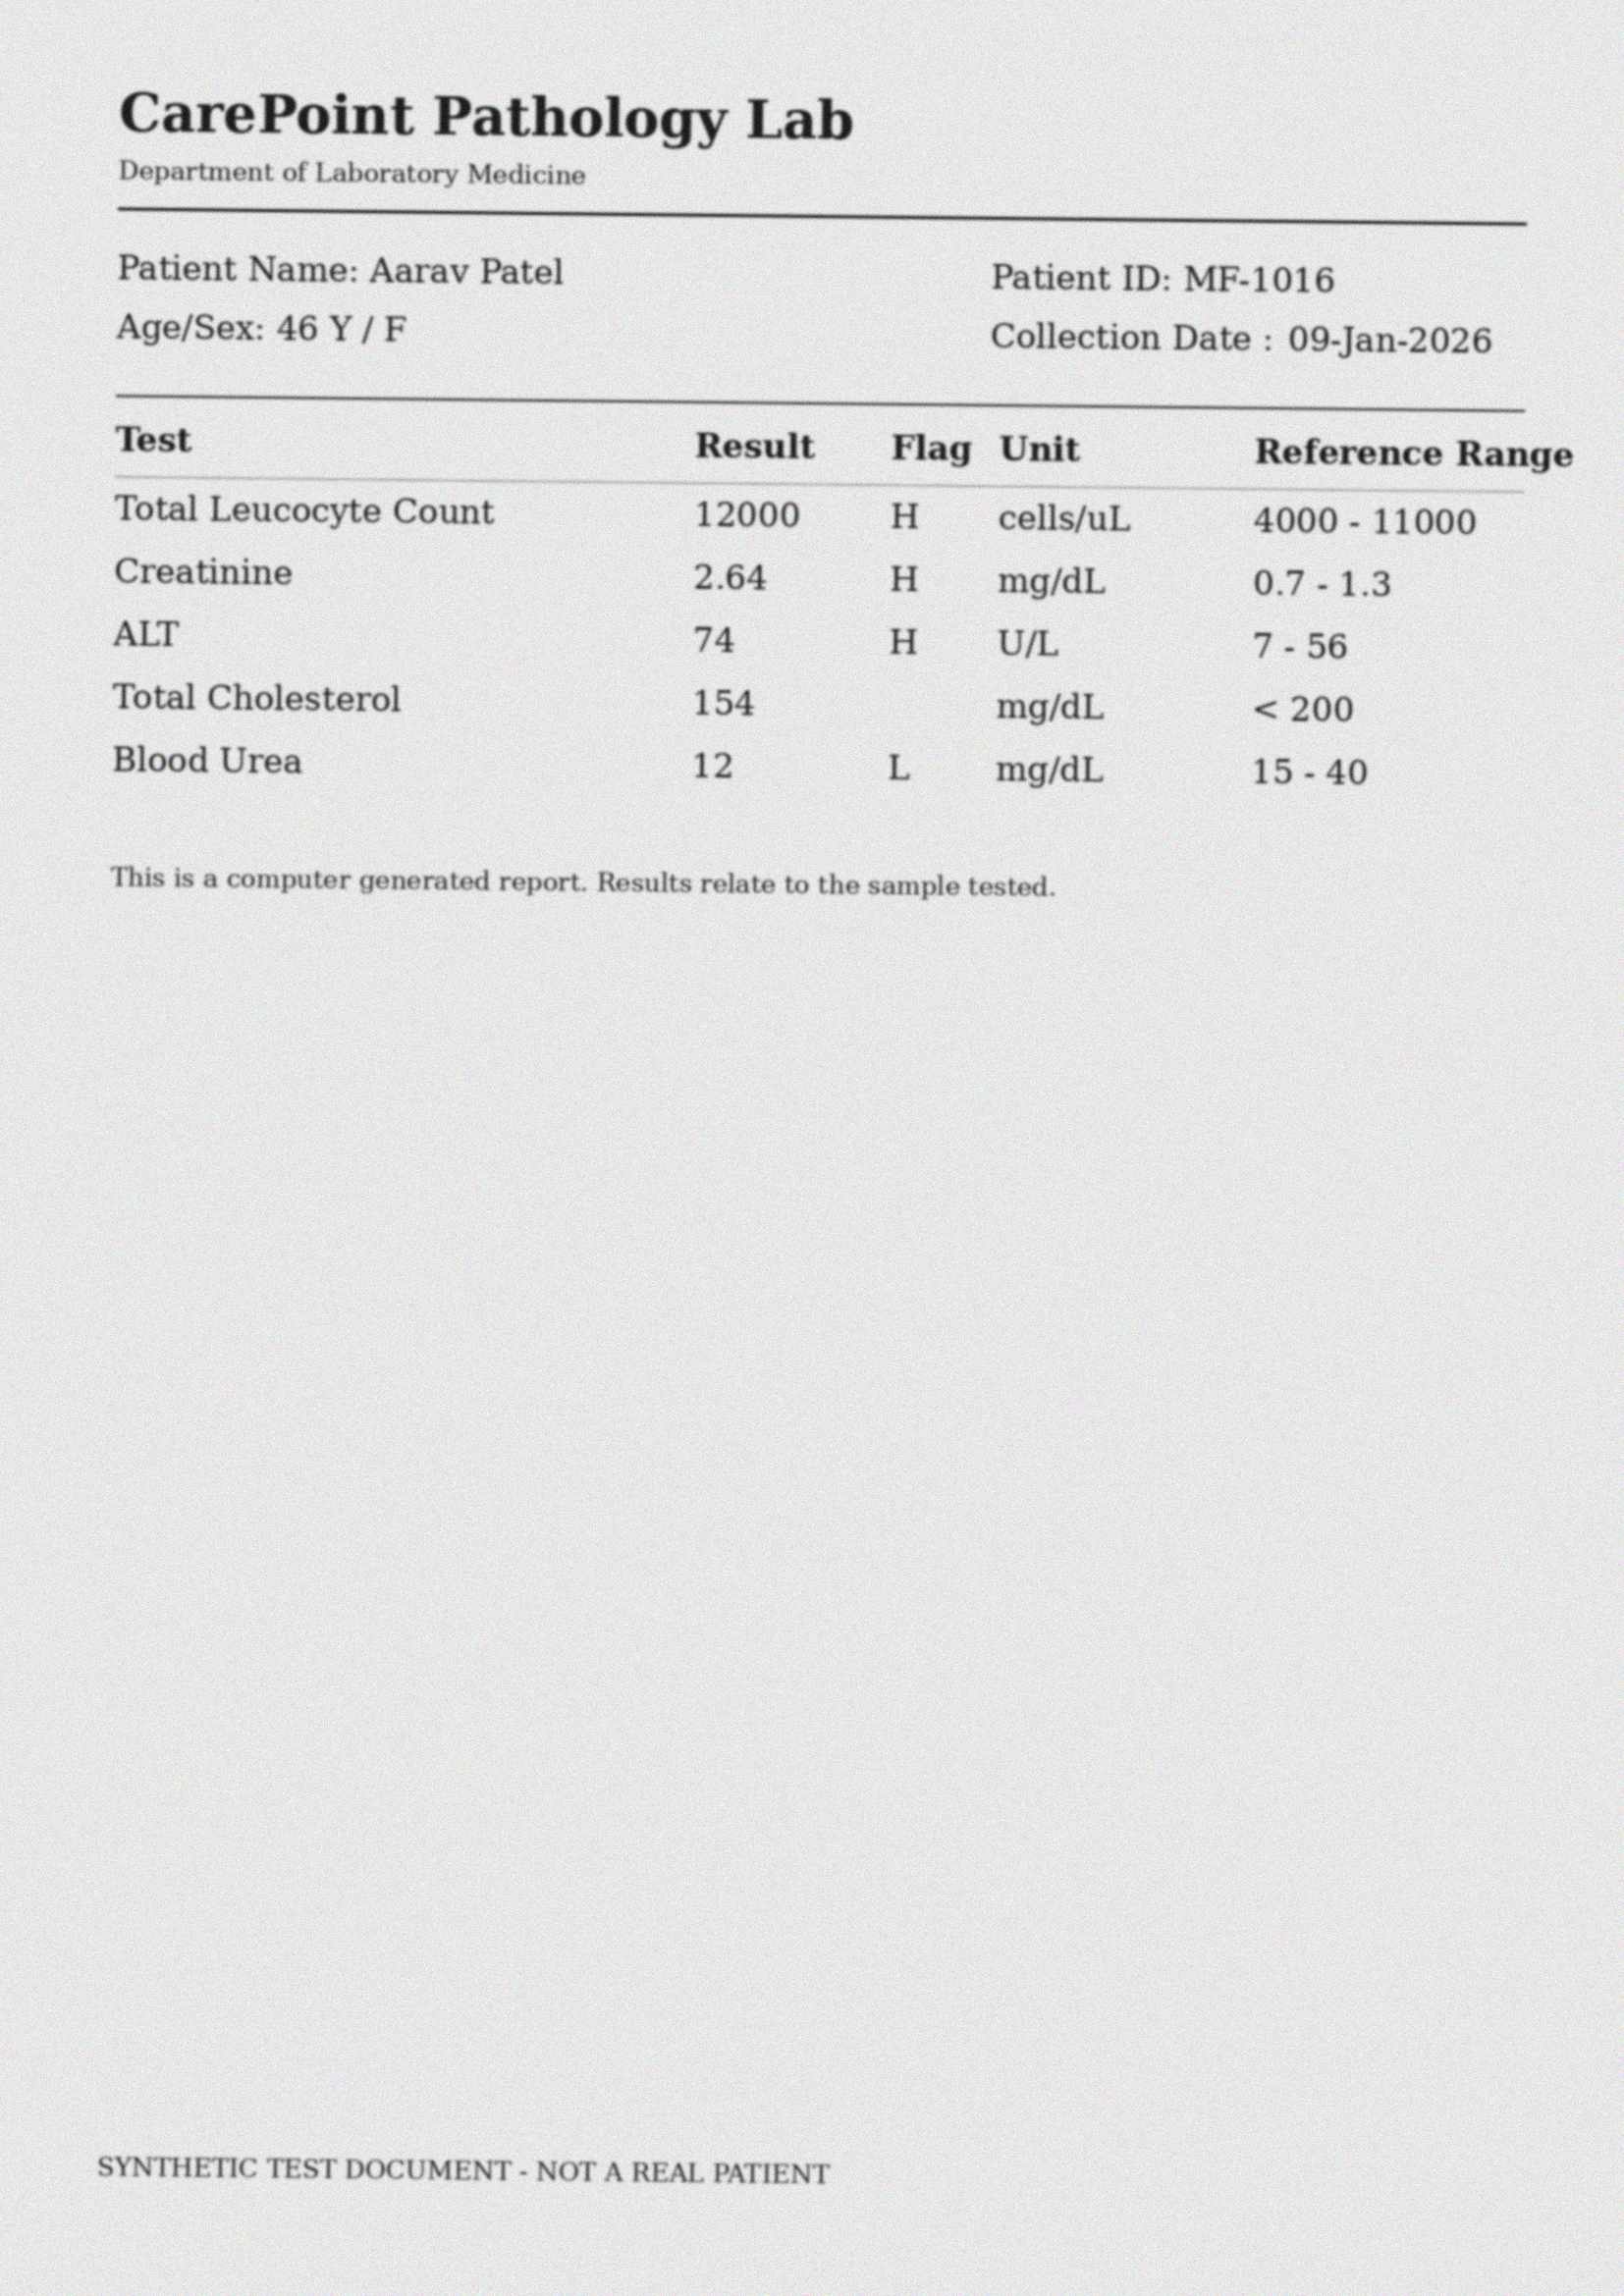 CarePoint Pathology Lab
Department of Laboratory Medicine
Patient Name: Aarav Patel Patient ID: MF-1016
Age/Sex: 46 Y / F Collection Date : 09-Jan-2026
Test Result Flag Unit Reference Range
Total Leucocyte Count 12000 H cells/uL 4000 - 11000
Creatinine 2.64 H mg/dL 0.7 - 1.3
ALT 74 H U/L 7 - 56
Total Cholesterol 154 mg/dL < 200
Blood Urea 12 L mg/dL 15 - 40
This is a computer generated report. Results relate to the sample tested.
SYNTHETIC TEST DOCUMENT - NOT A REAL PATIENT